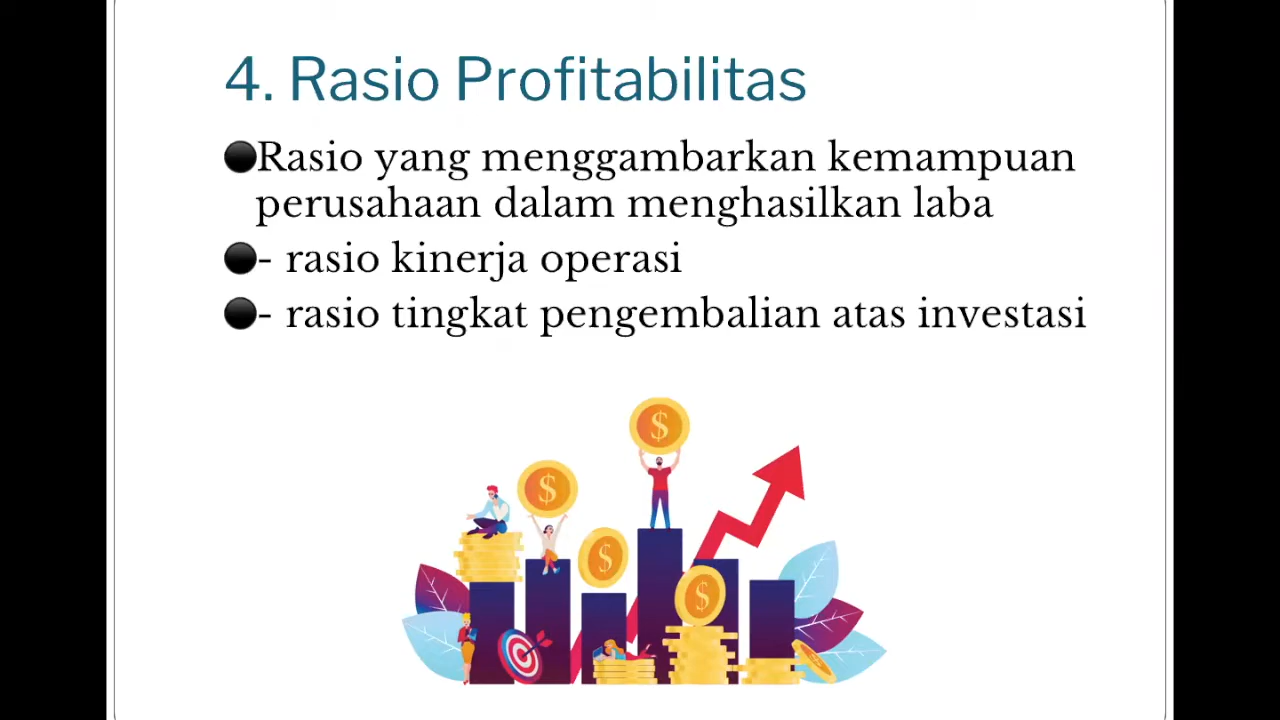 4. Rasio Profitabilitas
●Rasio yang menggambarkan kemampuan
perusahaan dalam menghasilkan laba
●- rasio kinerja operasi
●- rasio tingkat pengembalian atas investasi
$
$
$
$